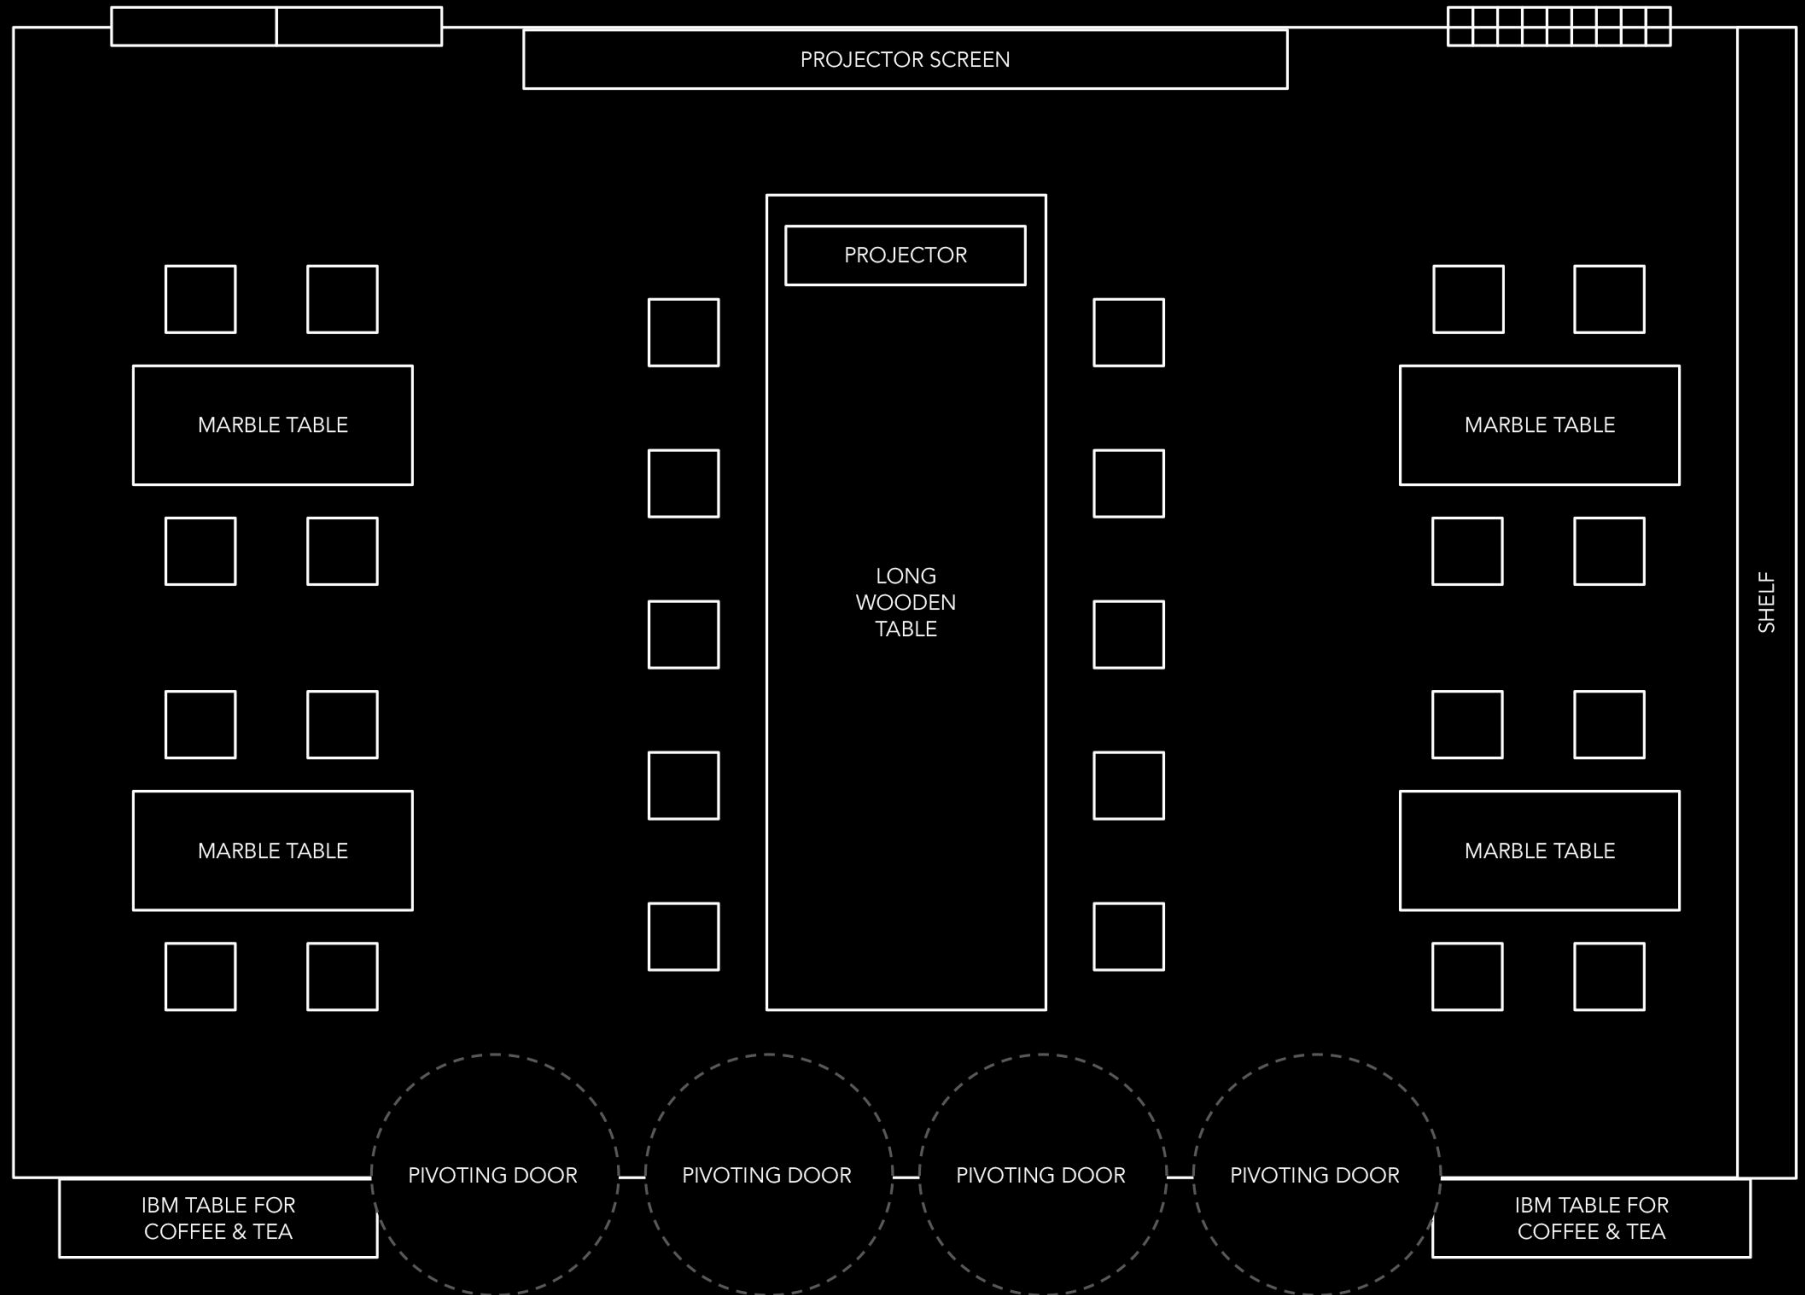 PROJECTOR SCREEN
PROJECTOR
MARBLE TABLE
MARBLE TABLE
LONG
WOODEN
TABLE
SHELF
MARBLE TABLE
MARBLE TABLE
PIVOTING DOOR
PIVOTING DOOR
PIVOTING DOOR
PIVOTING DOOR
IBM TABLE FOR
COFFEE & TEA
IBM TABLE FOR
COFFEE & TEA